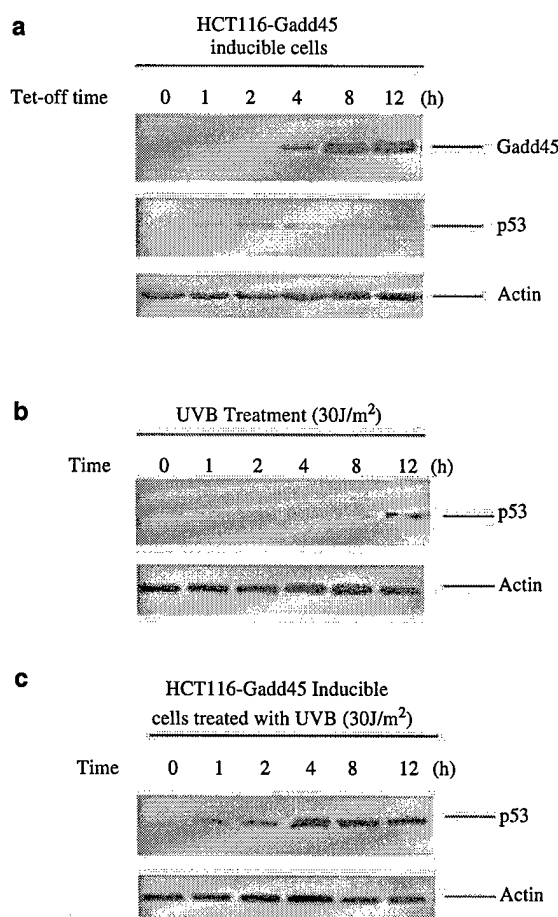 a
HCT116-Gadd45
inducible cells
Tet-off time 0 1 2 4 8 12 (h)
Gadd45
p53
Actin
b
UVB Treatment (30J/m²)
Time 0 1 2 4 8 12 (h)
p53
Actin
c
HCT116-Gadd45 Inducible
cells treated with UVB (30J/m²)
Time 0 1 2 4 8 12 (h)
p53
Actin